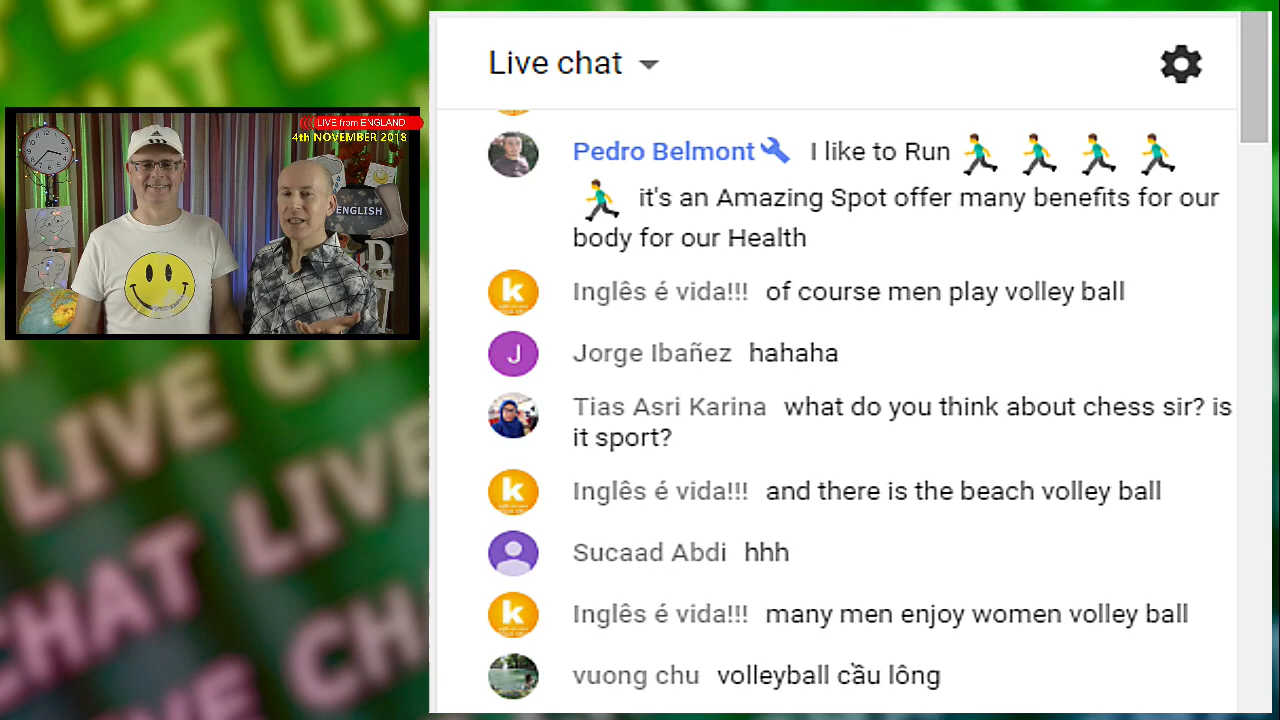 LIVE from ENGLAND
4th NOVEMBER 2018
ENGLISH
D
LIVE
CHAT
LIVE
CHAT
LIVE
CH
Live chat
Pedro Belmont I like to Run 🏃‍♂️ 🏃‍♂️ 🏃‍♂️ 🏃‍♂️
🏃‍♂️ it's an Amazing Spot offer many benefits for our
body for our Health
Inglês é vida!!! of course men play volley ball
J
Jorge Ibañez hahaha
Tias Asri Karina what do you think about chess sir? is
it sport?
k
Inglês é vida!!! and there is the beach volley ball
Sucaad Abdi hhh
k
Inglês é vida!!! many men enjoy women volley ball
vuong chu volleyball cầu lông